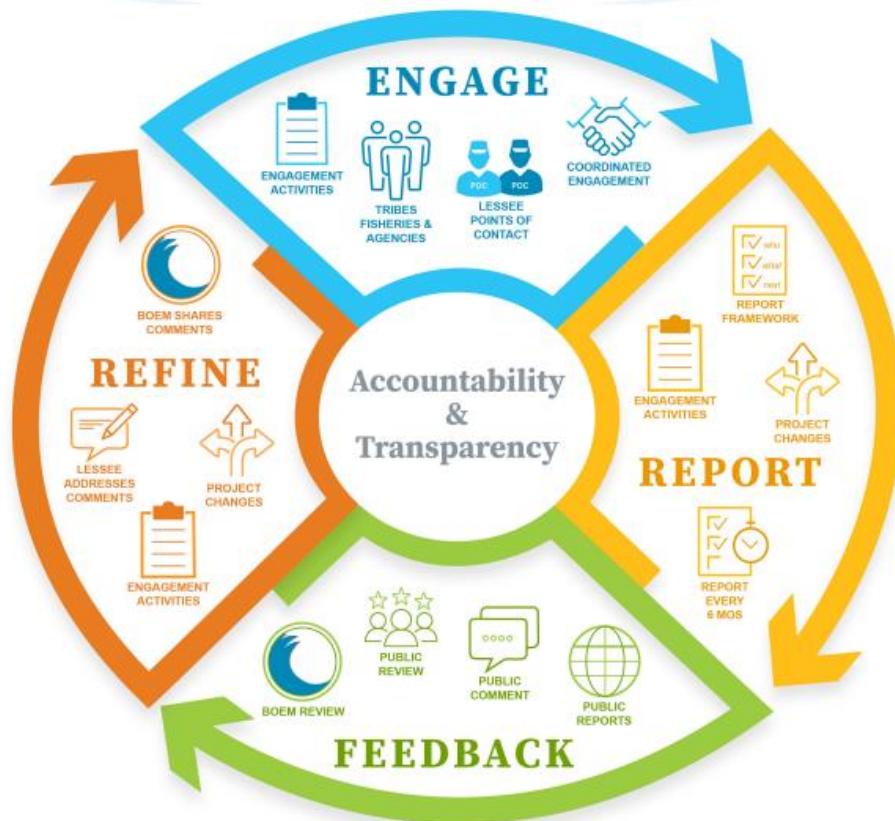 ENGAGE
ENGAGEMENT
ACTIVITIES
TRIBES
FISHERIES &
AGENCIES
POC
POC
LESSEE
POINTS OF
CONTACT
COORDINATED
ENGAGEMENT
who
what
next
REPORT
FRAMEWORK
ENGAGEMENT
ACTIVITIES
PROJECT
CHANGES
REPORT
REPORT
EVERY
6 MOS
PUBLIC
REPORTS
PUBLIC
COMMENT
PUBLIC
REVIEW
BOEM REVIEW
FEEDBACK
BOEM SHARES
COMMENTS
REFINE
LESSEE
ADDRESSES
COMMENTS
PROJECT
CHANGES
ENGAGEMENT
ACTIVITIES
Accountability
&
Transparency